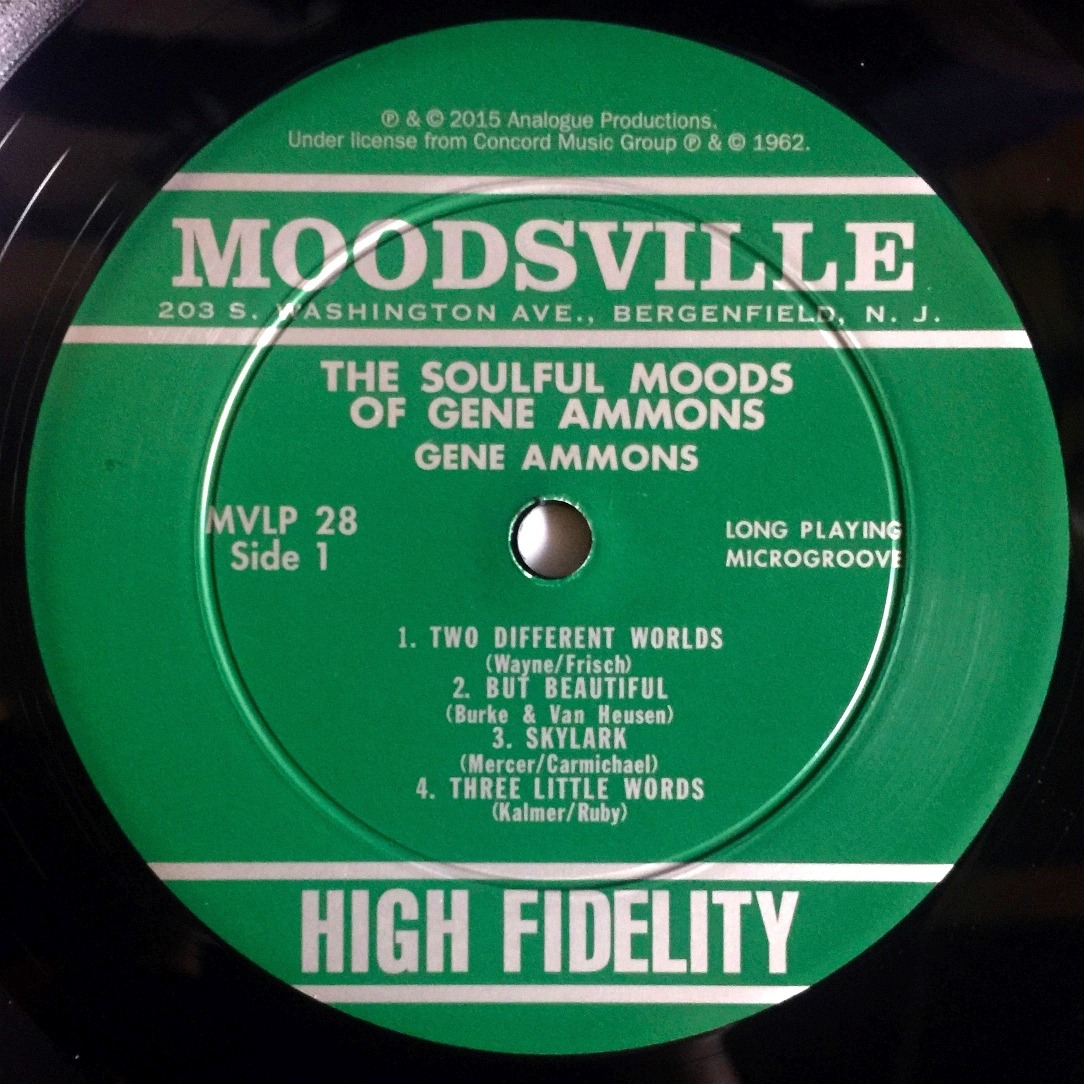 ℗ & © 2015 Analogue Productions.
Under license from Concord Music Group ℗ & © 1962.
MOODSVILLE
203 S. WASHINGTON AVE., BERGENFIELD, N. J.
THE SOULFUL MOODS
OF GENE AMMONS
GENE AMMONS
MVLP 28
Side 1
LONG PLAYING
MICROGROOVE
1. TWO DIFFERENT WORLDS
(Wayne/Frisch)
2. BUT BEAUTIFUL
(Burke & Van Heusen)
3. SKYLARK
(Mercer/Carmichael)
4. THREE LITTLE WORDS
(Kalmer/Ruby)
HIGH FIDELITY